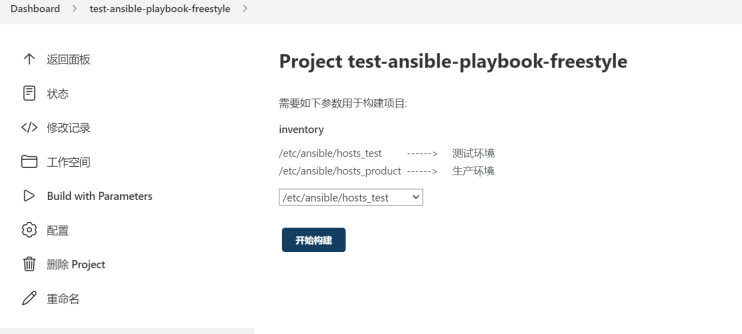 Dashboard > test-ansible-playbook-freestyle >
返回面板
状态
修改记录
工作空间
Build with Parameters
配置
删除 Project
重命名
Project test-ansible-playbook-freestyle
需要如下参数用于构建项目:
inventory
/etc/ansible/hosts_test ------> 测试环境
/etc/ansible/hosts_product ------> 生产环境
/etc/ansible/hosts_test
开始构建